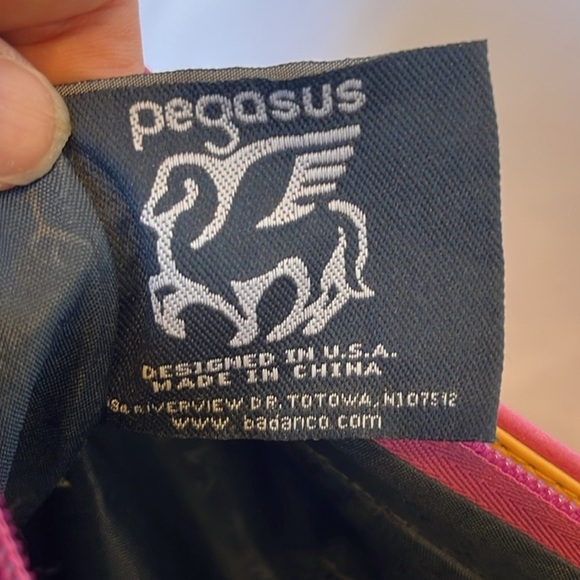 pegasus
DESIGNED IN U.S.A.
MADE IN CHINA
RIVERVIEW DR, TOTOWA, NJ07512
www. badanco.com